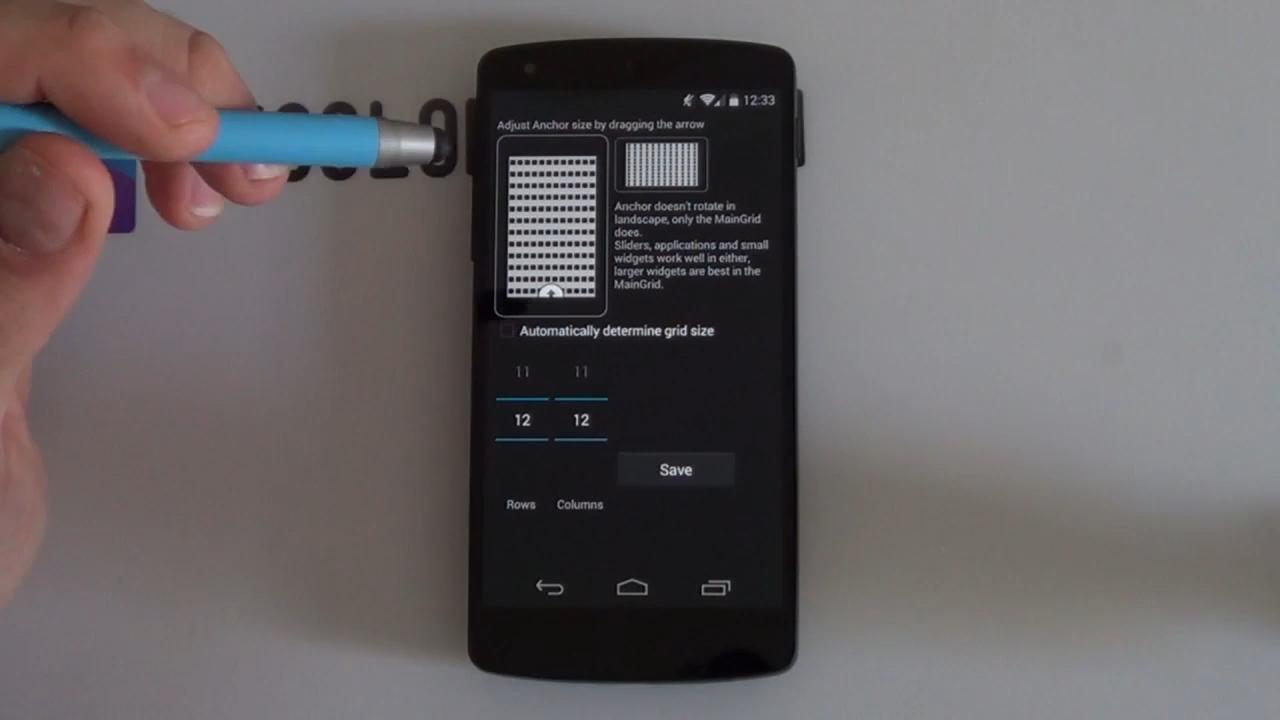 12:33
Adjust Anchor size by dragging the arrow
Anchor doesn't rotate in
landscape, only the MainGrid
does.
Sliders, applications and small
widgets work well in either,
larger widgets are best in the
MainGrid.
Automatically determine grid size
11 11
12 12
Save
Rows Columns